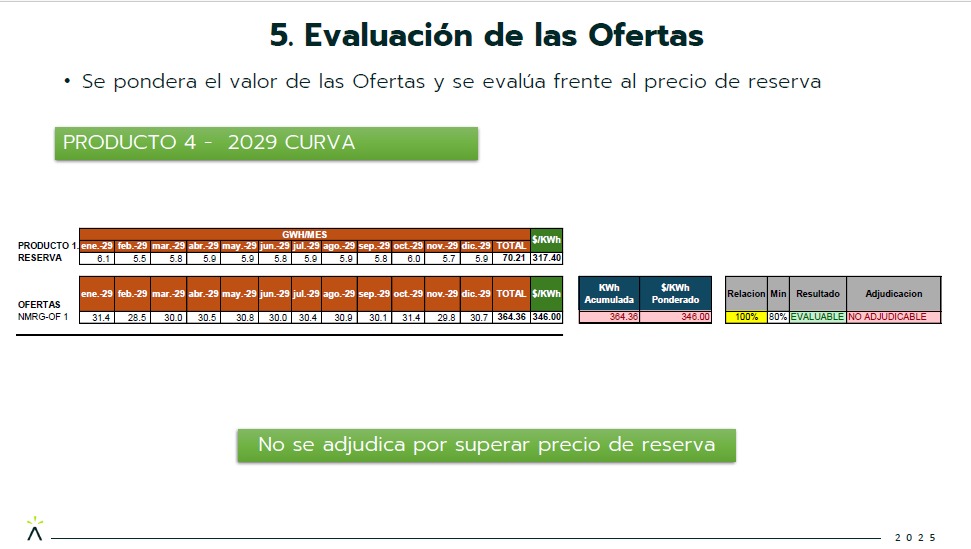 5. Evaluación de las Ofertas
• Se pondera el valor de las Ofertas y se evalúa frente al precio de reserva
PRODUCTO 4 - 2029 CURVA
GWH/MES $/KWh
PRODUCTO 1. ene.-29 feb.-29 mar.-29 abr.-29 may.-29 jun.-29 jul.-29 ago.-29 sep.-29 oct.-29 nov.-29 dic.-29 TOTAL
RESERVA 6.1 5.5 5.8 5.9 5.9 5.8 5.9 5.9 5.8 6.0 5.7 5.9 70.21 317.40
OFERTAS ene.-29 feb.-29 mar.-29 abr.-29 may.-29 jun.-29 jul.-29 ago.-29 sep.-29 oct.-29 nov.-29 dic.-29 TOTAL $/KWh KWh Acumulada $/KWh Ponderado Relacion Min Resultado Adjudicacion
NMRG-OF 1 31.4 28.5 30.0 30.5 30.8 30.0 30.4 30.9 30.1 31.4 29.8 30.7 364.36 346.00 364.36 346.00 100% 80% EVALUABLE NO ADJUDICABLE
No se adjudica por superar precio de reserva
2025